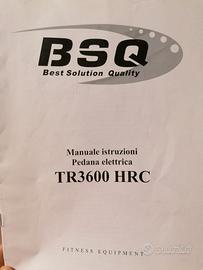 BSQ
Best Solution Quality
Manuale istruzioni
Pedana elettrica
TR3600 HRC
FITNESS EQUIPMENT